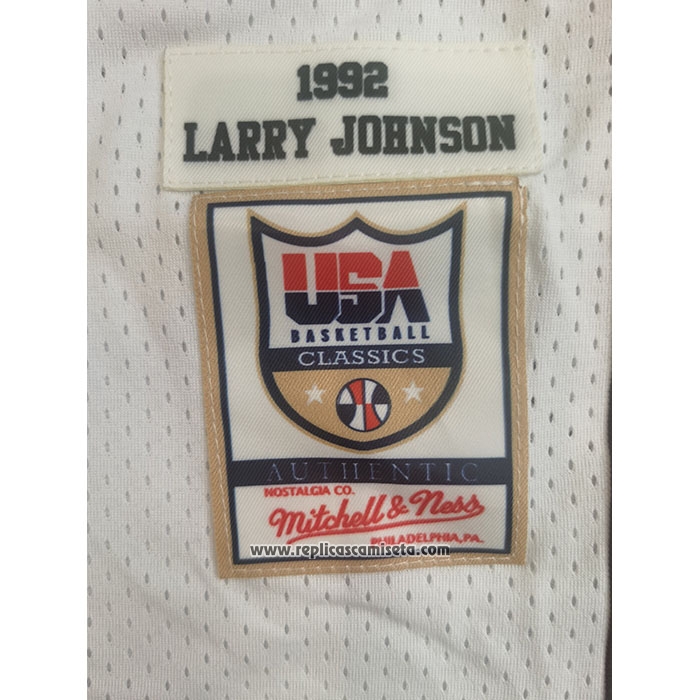 1992
LARRY JOHNSON
USA
BASKETBALL
CLASSICS
AUTHENTIC
NOSTALGIA CO.
Mitchell & Ness
PHILADELPHIA, PA.
www.replicascamiseta.com